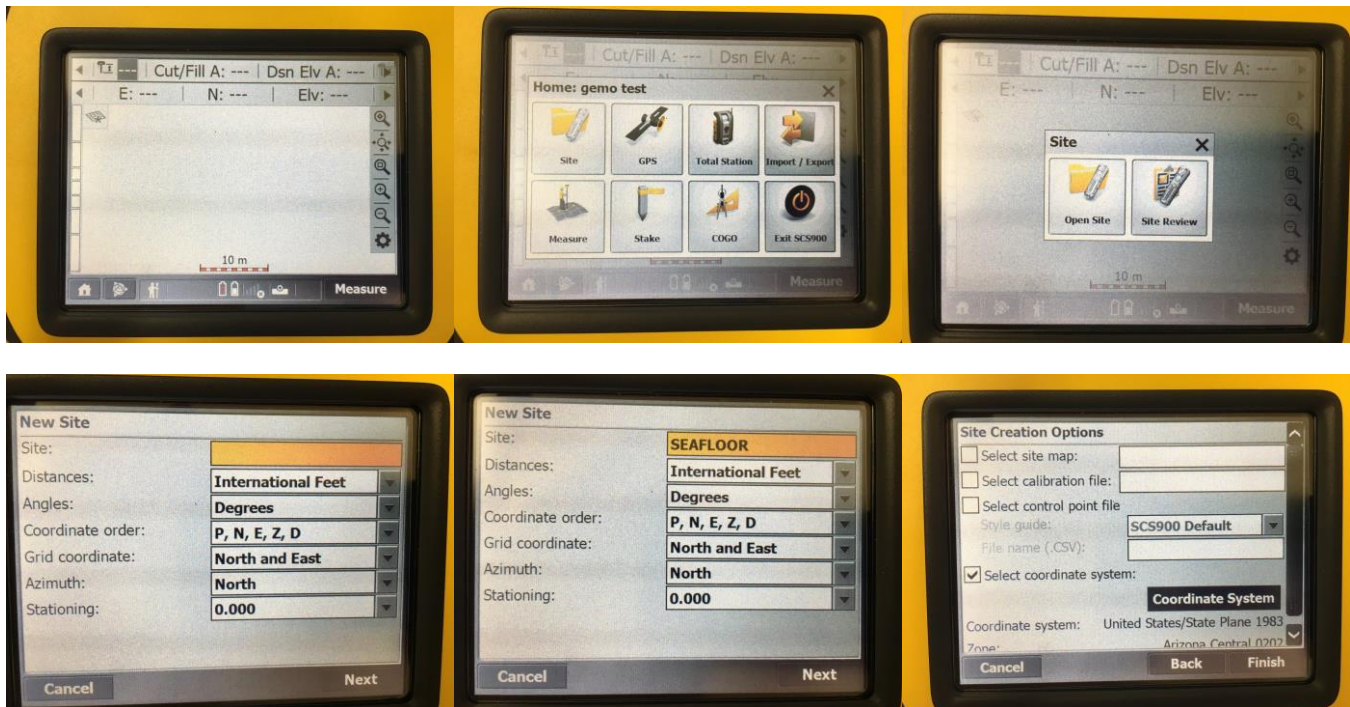 --- Cut/Fill A: --- Dsn Elv A: ---
E: --- N: --- Elv: ---
10 m
Measure
Cut/Fill A: --- Dsn Elv A: ---
Home: gemo test
Site GPS Total Station Import / Export
Measure Stake COGO Exit SCS900
Measure
Cut/Fill A: --- Dsn Elv A: ---
E: --- N: --- Elv: ---
Site
Open Site Site Review
10 m
Measure
New Site
Site:
Distances: International Feet
Angles: Degrees
Coordinate order: P, N, E, Z, D
Grid coordinate: North and East
Azimuth: North
Stationing: 0.000
Cancel Next
New Site
Site: SEAFLOOR
Distances: International Feet
Angles: Degrees
Coordinate order: P, N, E, Z, D
Grid coordinate: North and East
Azimuth: North
Stationing: 0.000
Cancel Next
Site Creation Options
Select site map:
Select calibration file:
Select control point file
Style guide: SCS900 Default
File name (.CSV):
Select coordinate system:
Coordinate System
Coordinate system: United States/State Plane 1983
Zone: Arizona Central 0202
Cancel Back Finish